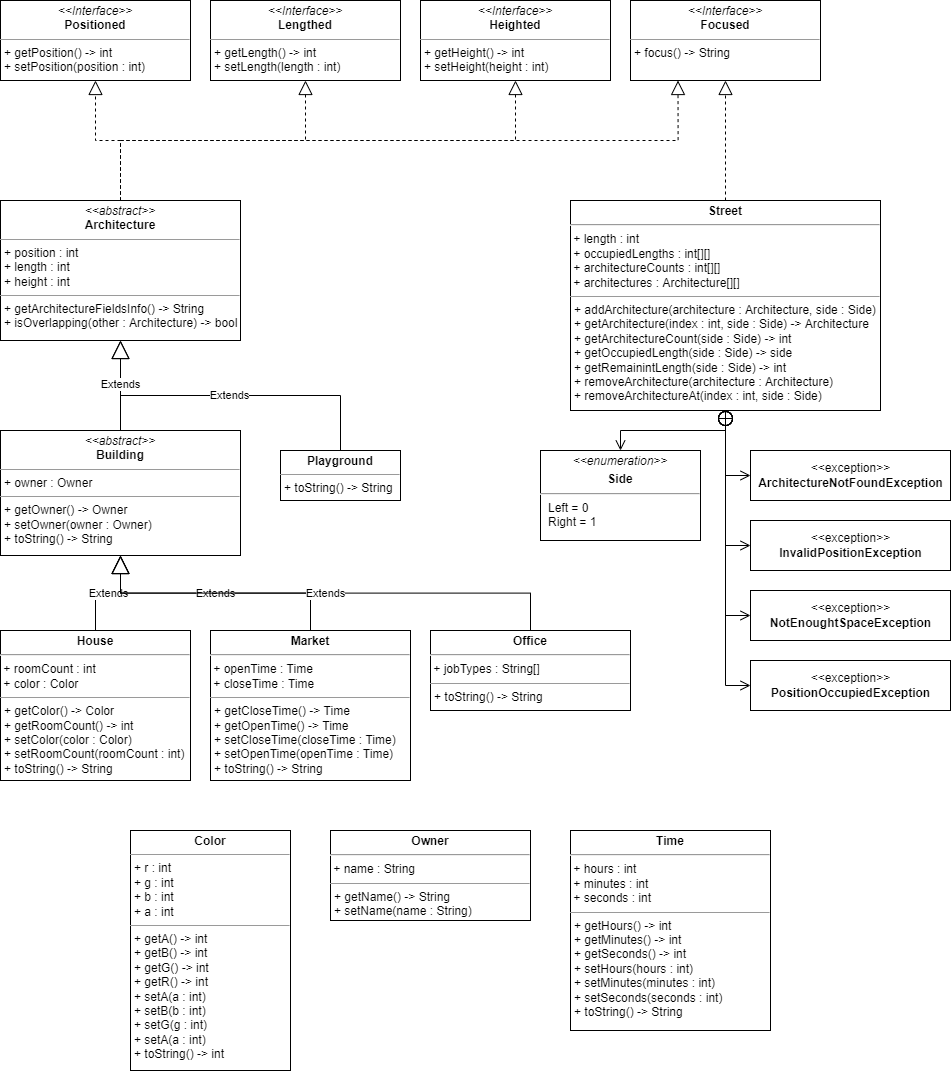 <<Interface>>
Positioned
+ getPosition() -> int
+ setPosition(position : int)
<<Interface>>
Lengthed
+ getLength() -> int
+ setLength(length : int)
<<Interface>>
Heighted
+ getHeight() -> int
+ setHeight(height : int)
<<Interface>>
Focused
+ focus() -> String
<<abstract>>
Architecture
+ position : int
+ length : int
+ height : int
+ getArchitectureFieldsInfo() -> String
+ isOverlapping(other : Architecture) -> bool
Street
+ length : int
+ occupiedLengths : int[][]
+ architectureCounts : int[][]
+ architectures : Architecture[][]
+ addArchitecture(architecture : Architecture, side : Side)
+ getArchitecture(index : int, side : Side) -> Architecture
+ getArchitectureCount(side : Side) -> int
+ getOccupiedLength(side : Side) -> side
+ getRemainintLength(side : Side) -> int
+ removeArchitecture(architecture : Architecture)
+ removeArchitectureAt(index : int, side : Side)
Extends
Extends
<<abstract>>
Building
+ owner : Owner
+ getOwner() -> Owner
+ setOwner(owner : Owner)
+ toString() -> String
Playground
+ toString() -> String
<<enumeration>>
Side
Left = 0
Right = 1
<<exception>>
ArchitectureNotFoundException
<<exception>>
InvalidPositionException
<<exception>>
NotEnoughtSpaceException
<<exception>>
PositionOccupiedException
Extends
Extends
Extends
House
+ roomCount : int
+ color : Color
+ getColor() -> Color
+ getRoomCount() -> int
+ setColor(color : Color)
+ setRoomCount(roomCount : int)
+ toString() -> String
Market
+ openTime : Time
+ closeTime : Time
+ getCloseTime() -> Time
+ getOpenTime() -> Time
+ setCloseTime(closeTime : Time)
+ setOpenTime(openTime : Time)
+ toString() -> String
Office
+ jobTypes : String[]
+ toString() -> String
Color
+ r : int
+ g : int
+ b : int
+ a : int
+ getA() -> int
+ getB() -> int
+ getG() -> int
+ getR() -> int
+ setA(a : int)
+ setB(b : int)
+ setG(g : int)
+ setA(a : int)
+ toString() -> int
Owner
+ name : String
+ getName() -> String
+ setName(name : String)
Time
+ hours : int
+ minutes : int
+ seconds : int
+ getHours() -> int
+ getMinutes() -> int
+ getSeconds() -> int
+ setHours(hours : int)
+ setMinutes(minutes : int)
+ setSeconds(seconds : int)
+ toString() -> String